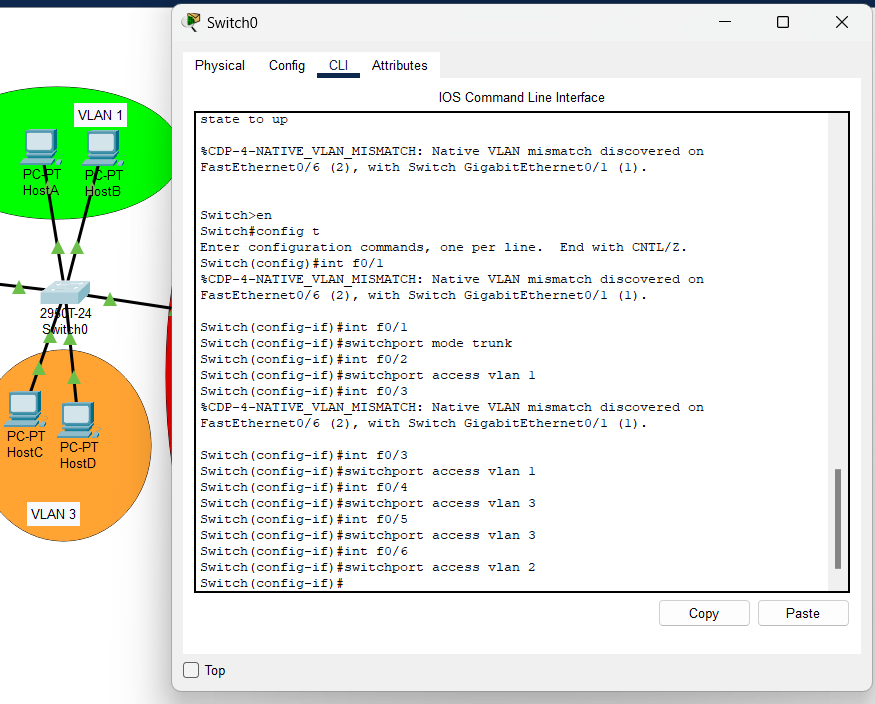 Switch0
Physical Config CLI Attributes
IOS Command Line Interface
state to up
%CDP-4-NATIVE_VLAN_MISMATCH: Native VLAN mismatch discovered on
FastEthernet0/6 (2), with Switch GigabitEthernet0/1 (1).
Switch>en
Switch#config t
Enter configuration commands, one per line.  End with CNTL/Z.
Switch(config)#int f0/1
%CDP-4-NATIVE_VLAN_MISMATCH: Native VLAN mismatch discovered on
FastEthernet0/6 (2), with Switch GigabitEthernet0/1 (1).
Switch(config-if)#int f0/1
Switch(config-if)#switchport mode trunk
Switch(config-if)#int f0/2
Switch(config-if)#switchport access vlan 1
Switch(config-if)#int f0/3
%CDP-4-NATIVE_VLAN_MISMATCH: Native VLAN mismatch discovered on
FastEthernet0/6 (2), with Switch GigabitEthernet0/1 (1).
Switch(config-if)#int f0/3
Switch(config-if)#switchport access vlan 1
Switch(config-if)#int f0/4
Switch(config-if)#switchport access vlan 3
Switch(config-if)#int f0/5
Switch(config-if)#switchport access vlan 3
Switch(config-if)#int f0/6
Switch(config-if)#switchport access vlan 2
Switch(config-if)#
Copy Paste
Top
VLAN 1
PC-PT
HostA
PC-PT
HostB
2950T-24
Switch0
PC-PT
HostC
PC-PT
HostD
VLAN 3